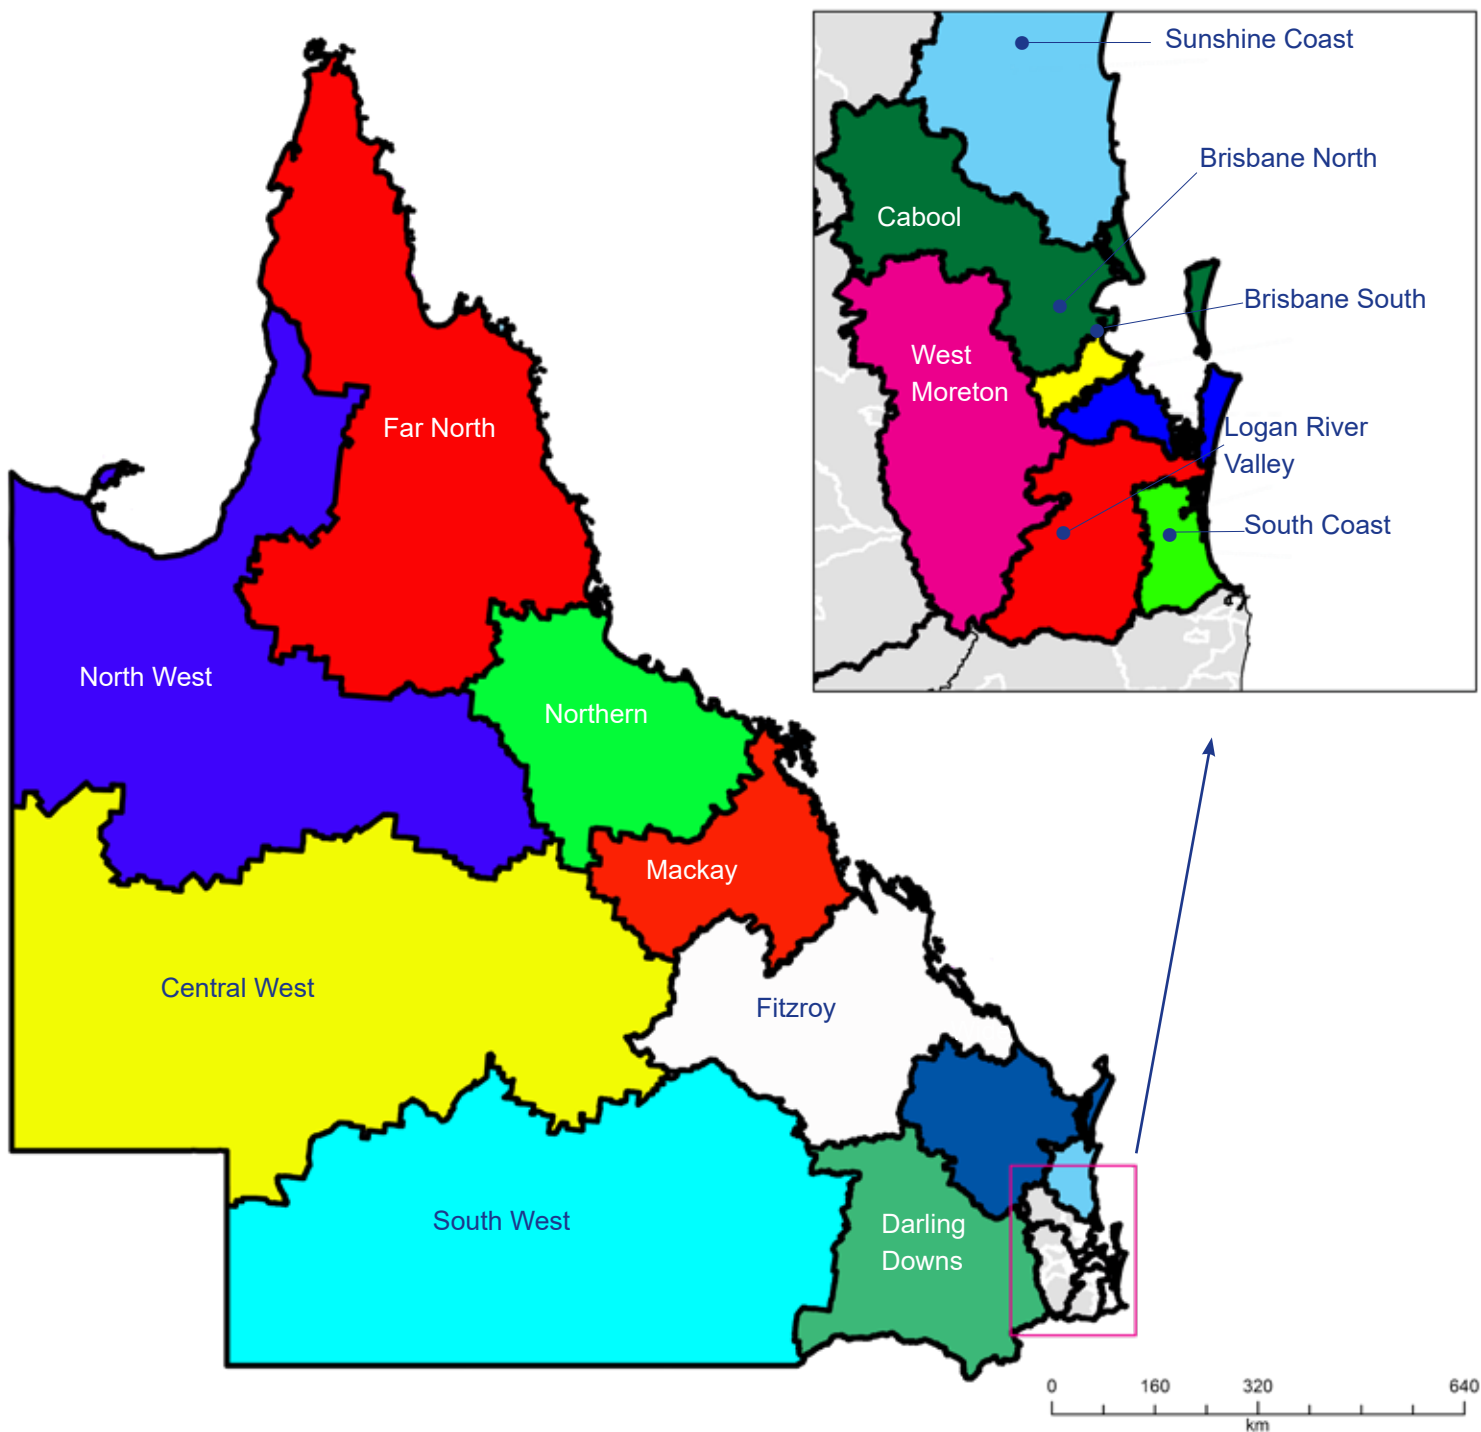 Sunshine Coast
Brisbane North
Cabool
Brisbane South
West
Moreton
Logan River
Valley
South Coast
Far North
North West
Northern
Mackay
Central West
Fitzroy
South West
Darling
Downs
0 160 320 640
km